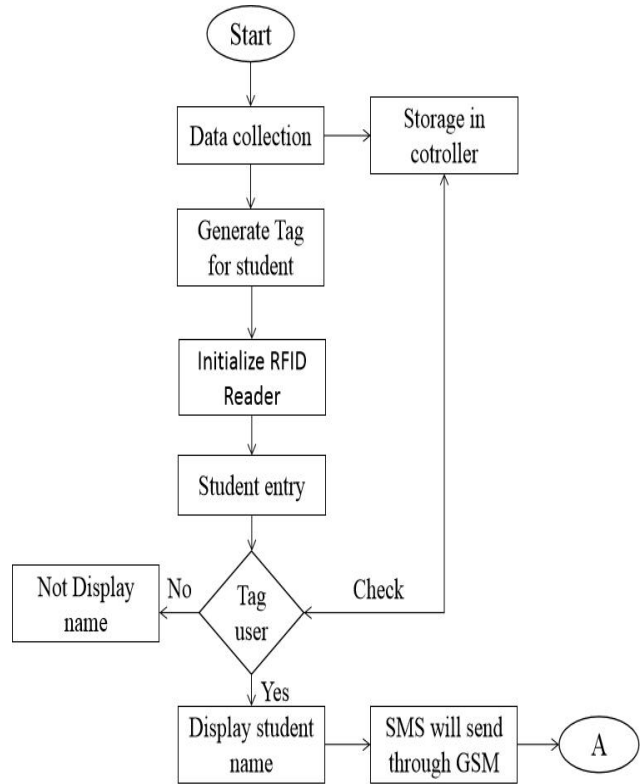 Start
Data collection
Storage in
cotroller
Generate Tag
for student
Initialize RFID
Reader
Student entry
Not Display
name
No
Tag
user
Check
Yes
Display student
name
SMS will send
through GSM
A